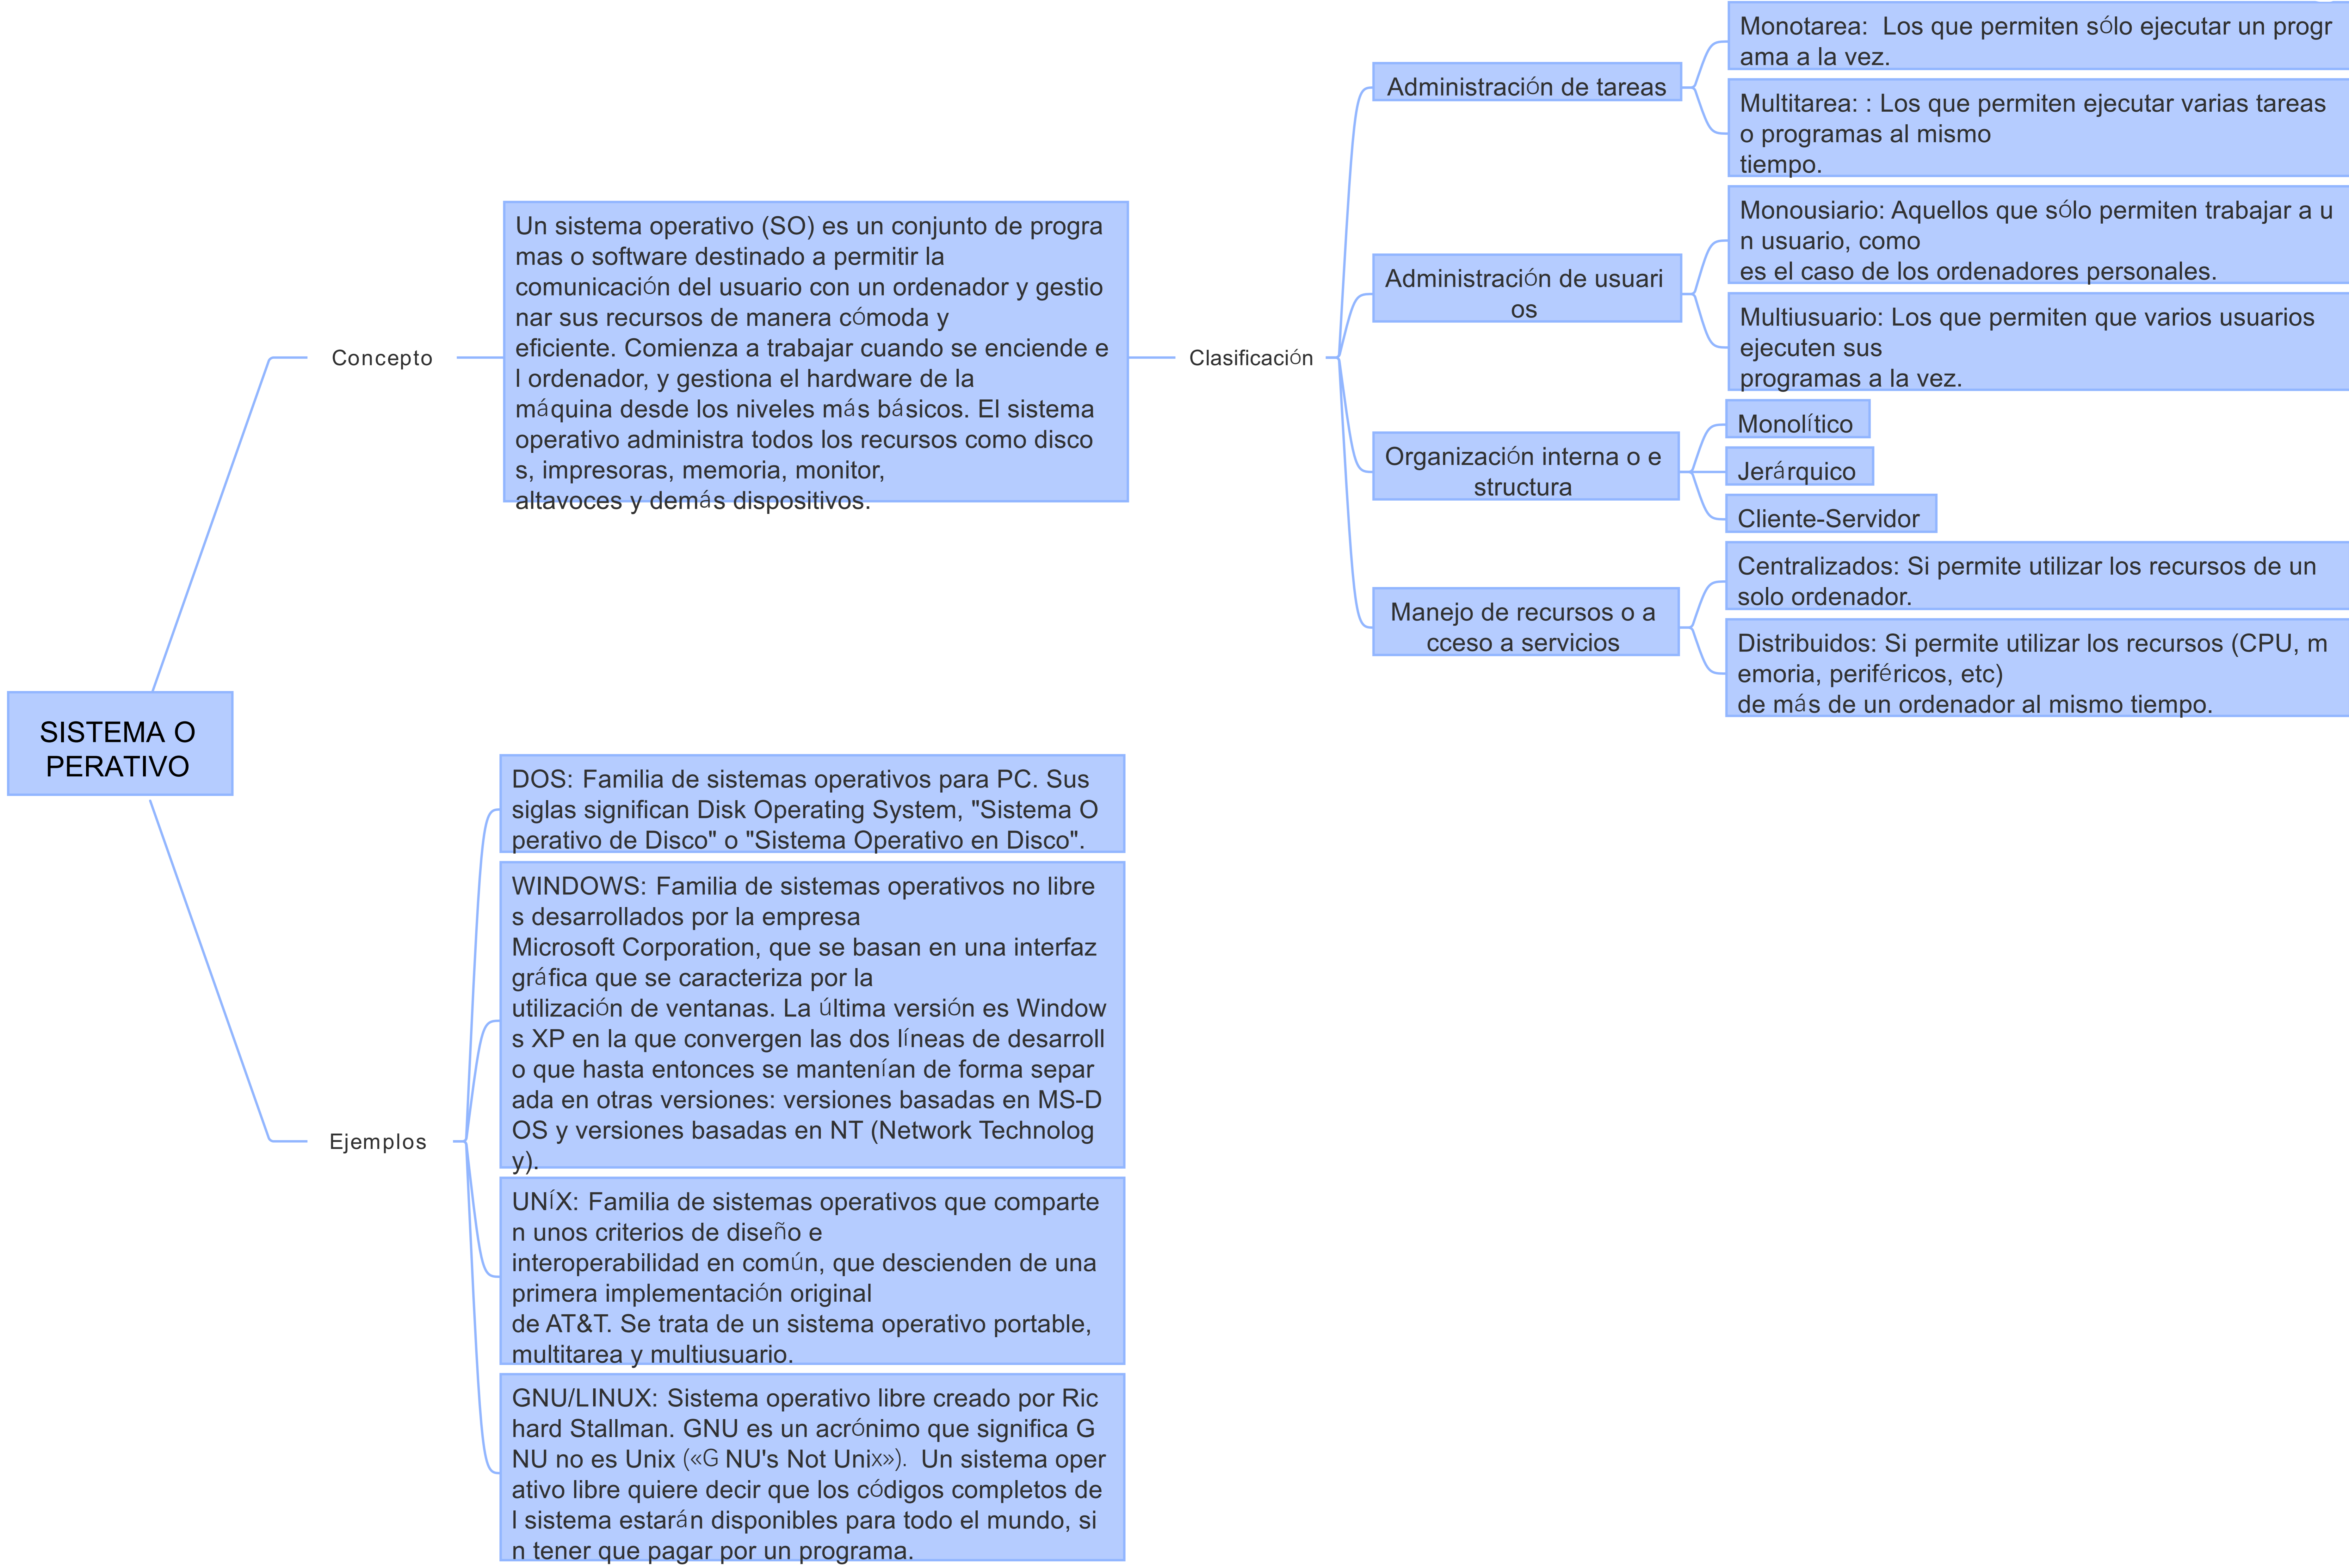 SISTEMA O
PERATIVO
Concepto
Un sistema operativo (SO) es un conjunto de progra
mas o software destinado a permitir la
comunicación del usuario con un ordenador y gestio
nar sus recursos de manera cómoda y
eficiente. Comienza a trabajar cuando se enciende e
l ordenador, y gestiona el hardware de la
máquina desde los niveles más básicos. El sistema
operativo administra todos los recursos como disco
s, impresoras, memoria, monitor,
altavoces y demás dispositivos.
Clasificación
Administración de tareas
Monotarea:  Los que permiten sólo ejecutar un progr
ama a la vez.
Multitarea: : Los que permiten ejecutar varias tareas
o programas al mismo
tiempo.
Administración de usuari
os
Monousiario: Aquellos que sólo permiten trabajar a u
n usuario, como
es el caso de los ordenadores personales.
Multiusuario: Los que permiten que varios usuarios
ejecuten sus
programas a la vez.
Organización interna o e
structura
Monolítico
Jerárquico
Cliente-Servidor
Manejo de recursos o a
cceso a servicios
Centralizados: Si permite utilizar los recursos de un
solo ordenador.
Distribuidos: Si permite utilizar los recursos (CPU, m
emoria, periféricos, etc)
de más de un ordenador al mismo tiempo.
Ejemplos
DOS: Familia de sistemas operativos para PC. Sus
siglas significan Disk Operating System, "Sistema O
perativo de Disco" o "Sistema Operativo en Disco".
WINDOWS: Familia de sistemas operativos no libre
s desarrollados por la empresa
Microsoft Corporation, que se basan en una interfaz
gráfica que se caracteriza por la
utilización de ventanas. La última versión es Window
s XP en la que convergen las dos líneas de desarroll
o que hasta entonces se mantenían de forma separ
ada en otras versiones: versiones basadas en MS-D
OS y versiones basadas en NT (Network Technolog
y).
UNÍX: Familia de sistemas operativos que comparte
n unos criterios de diseño e
interoperabilidad en común, que descienden de una
primera implementación original
de AT&T. Se trata de un sistema operativo portable,
multitarea y multiusuario.
GNU/LINUX: Sistema operativo libre creado por Ric
hard Stallman. GNU es un acrónimo que significa G
NU no es Unix («G NU's Not Unix»).  Un sistema oper
ativo libre quiere decir que los códigos completos de
l sistema estarán disponibles para todo el mundo, si
n tener que pagar por un programa.